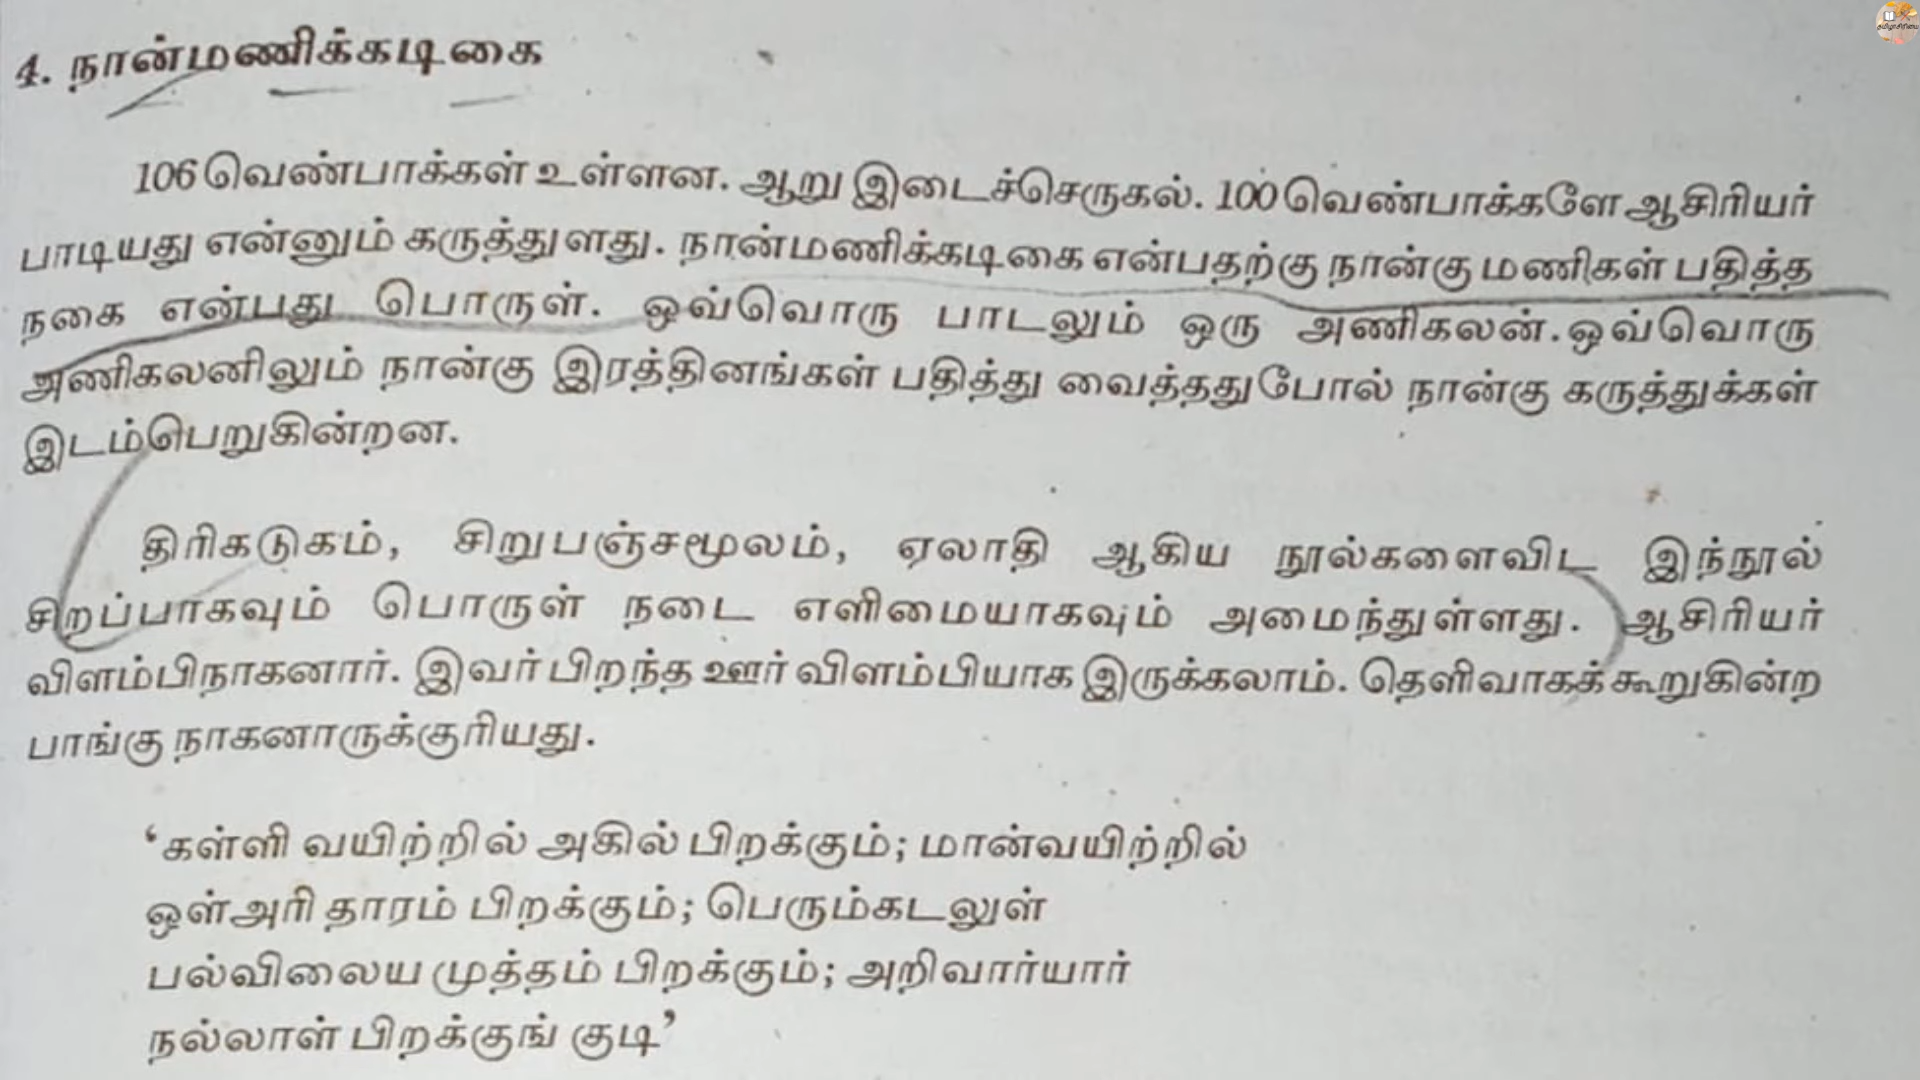 4. நான்மணிக்கடிகை
106 வெண்பாக்கள் உள்ளன. ஆறு இடைச்செருகல். 100 வெண்பாக்களே ஆசிரியர்
பாடியது என்னும் கருத்துளது. நான்மணிக்கடிகை என்பதற்கு நான்கு மணிகள் பதித்த
நகை என்பது பொருள். ஒவ்வொரு பாடலும் ஒரு அணிகலன். ஒவ்வொரு
அணிகலனிலும் நான்கு இரத்தினங்கள் பதித்து வைத்ததுபோல் நான்கு கருத்துக்கள்
இடம்பெறுகின்றன.
திரிகடுகம், சிறுபஞ்சமூலம், ஏலாதி ஆகிய நூல்களைவிட இந்நூல்
சிறப்பாகவும் பொருள் நடை எளிமையாகவும் அமைந்துள்ளது. ஆசிரியர்
விளம்பிநாகனார். இவர் பிறந்த ஊர் விளம்பியாக இருக்கலாம். தெளிவாகக் கூறுகின்ற
பாங்கு நாகனாருக்குரியது.
‘கள்ளி வயிற்றில் அகில் பிறக்கும்; மான்வயிற்றில்
ஒள்அரி தாரம் பிறக்கும்; பெரும்கடலுள்
பல்விலைய முத்தம் பிறக்கும்; அறிவார்யார்
நல்லாள் பிறக்குங் குடி’